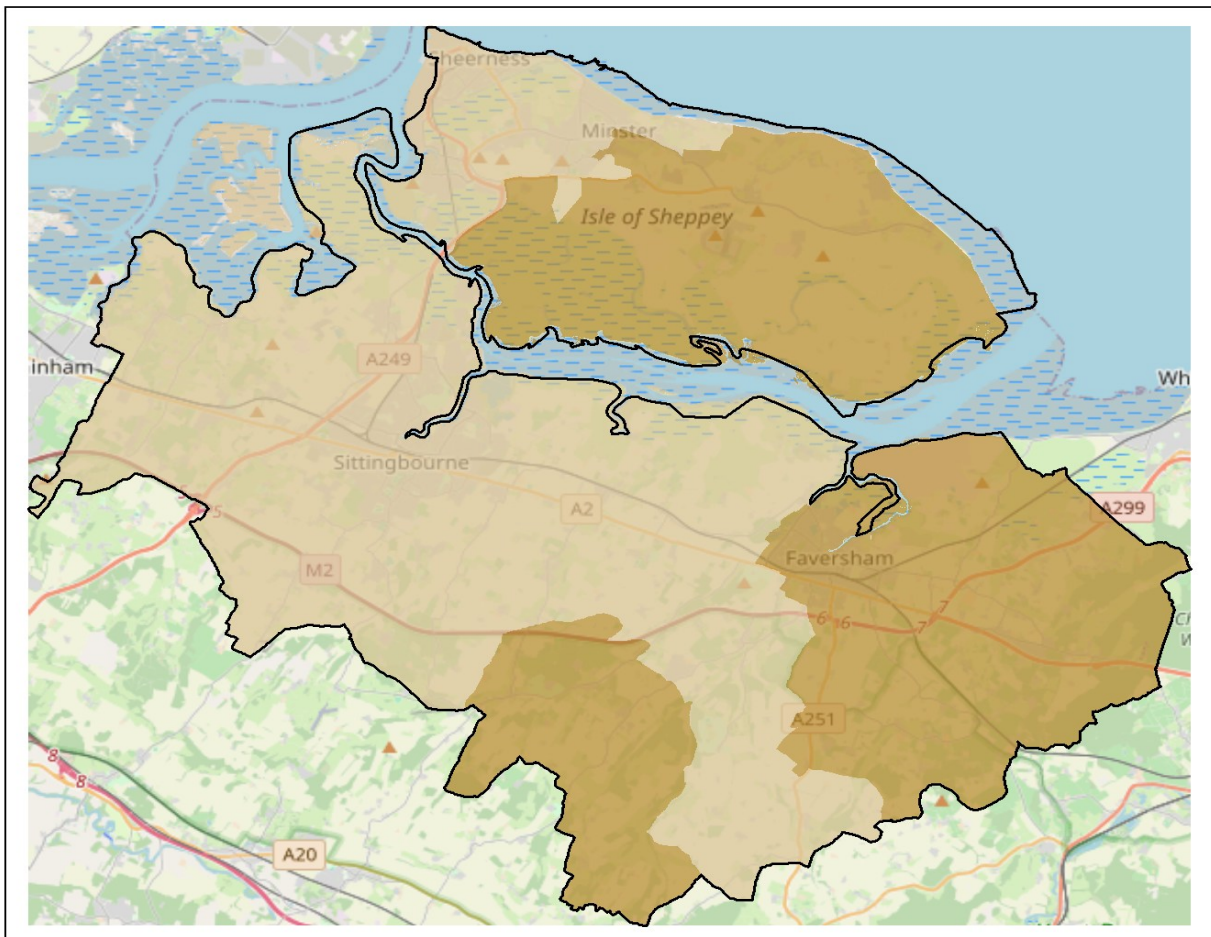 Sheerness
Minster
Isle of Sheppey
inham
A249
Wh
Sittingbourne
A2
A299
5
M2
Faversham
6
6
7
7
A251
8
8
A20